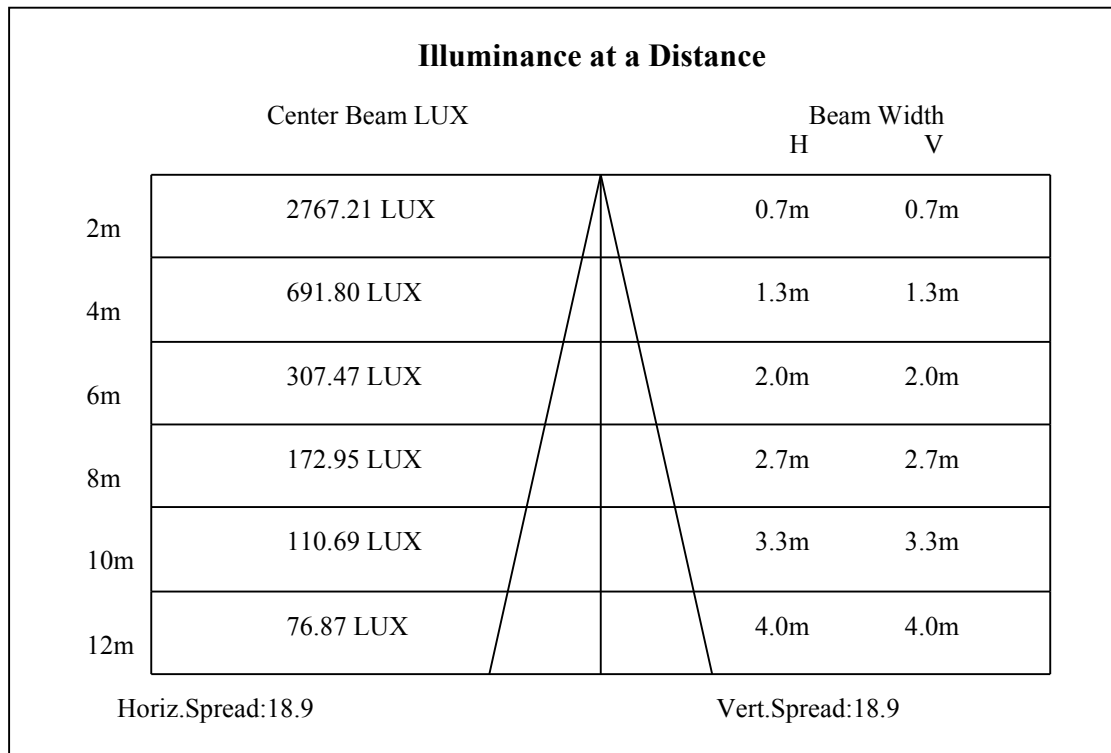 Illuminance at a Distance
Center Beam LUX Beam Width
H V
2m 2767.21 LUX 0.7m 0.7m
4m 691.80 LUX 1.3m 1.3m
6m 307.47 LUX 2.0m 2.0m
8m 172.95 LUX 2.7m 2.7m
10m 110.69 LUX 3.3m 3.3m
12m 76.87 LUX 4.0m 4.0m
Horiz.Spread:18.9 Vert.Spread:18.9